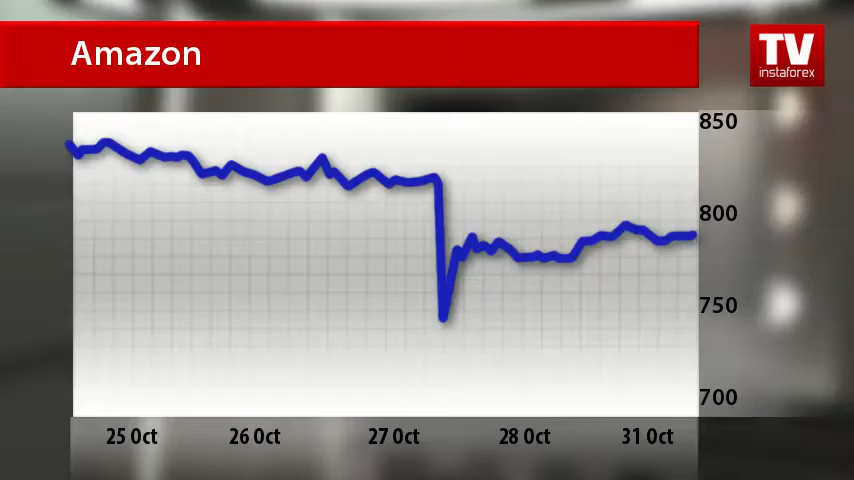 Amazon
TV
instaforex
850
800
750
700
25 Oct
26 Oct
27 Oct
28 Oct
31 Oct